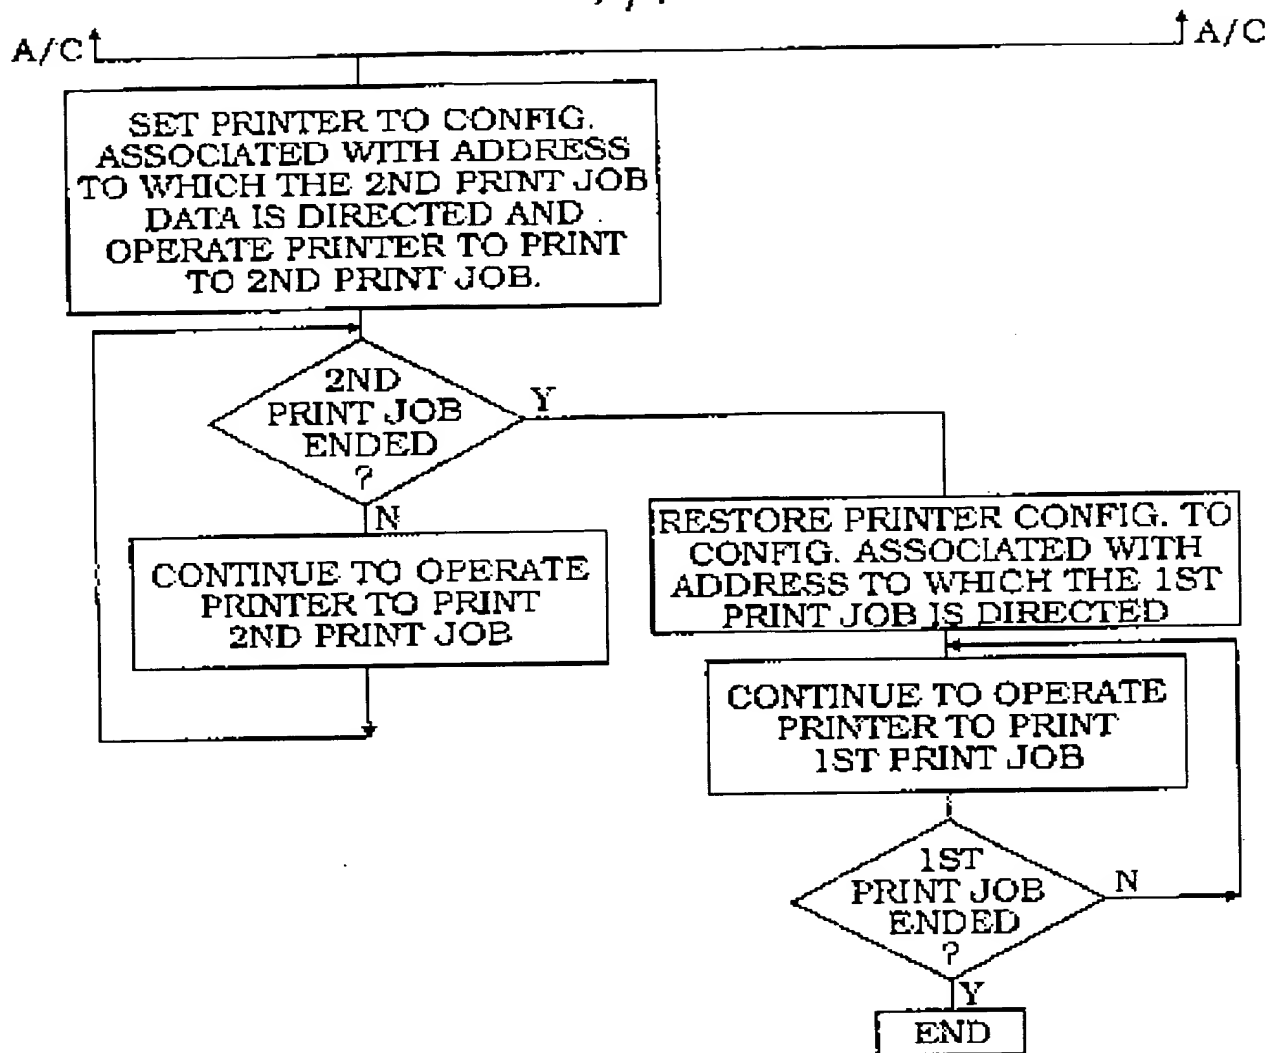 A/C
A/C
SET PRINTER TO CONFIG.
ASSOCIATED WITH ADDRESS
TO WHICH THE 2ND PRINT JOB
DATA IS DIRECTED AND
OPERATE PRINTER TO PRINT
TO 2ND PRINT JOB.
2ND
PRINT JOB
ENDED
?
Y
N
CONTINUE TO OPERATE
PRINTER TO PRINT
2ND PRINT JOB
RESTORE PRINTER CONFIG. TO
CONFIG. ASSOCIATED WITH
ADDRESS TO WHICH THE 1ST
PRINT JOB IS DIRECTED
CONTINUE TO OPERATE
PRINTER TO PRINT
1ST PRINT JOB
1ST
PRINT JOB
ENDED
?
N
Y
END